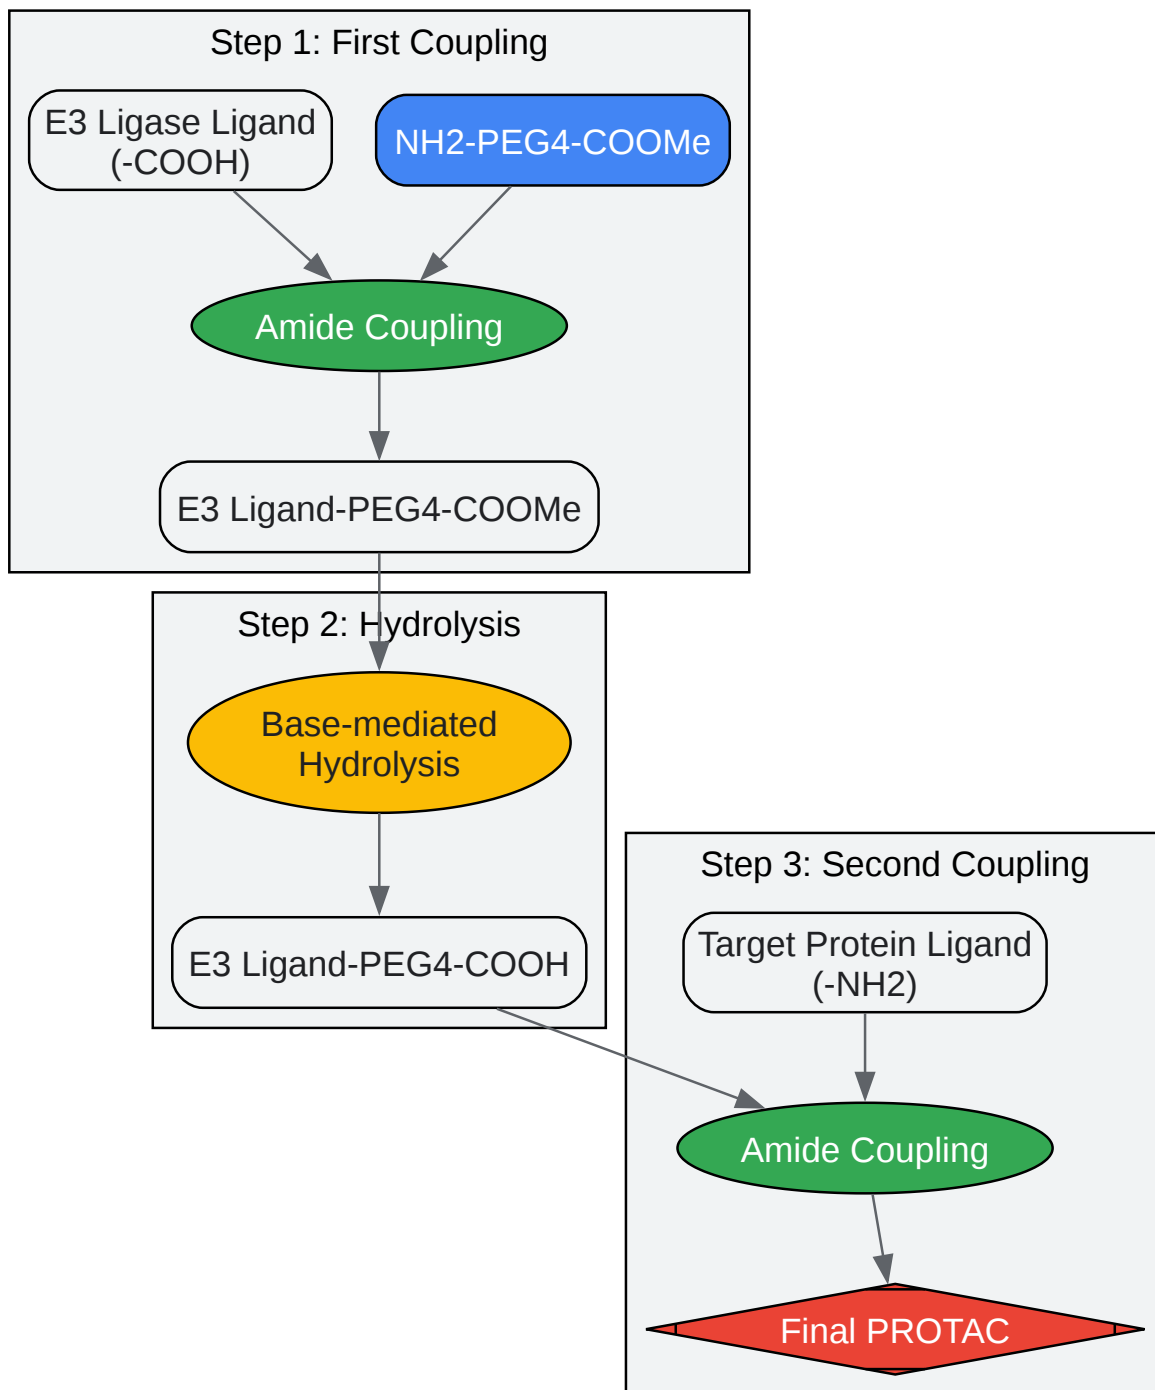 Step 1: First Coupling
E3 Ligase Ligand
(-COOH)
NH2-PEG4-COOMe
Amide Coupling
E3 Ligand-PEG4-COOMe
Step 2: Hydrolysis
Base-mediated
Hydrolysis
E3 Ligand-PEG4-COOH
Step 3: Second Coupling
Target Protein Ligand
(-NH2)
Amide Coupling
Final PROTAC